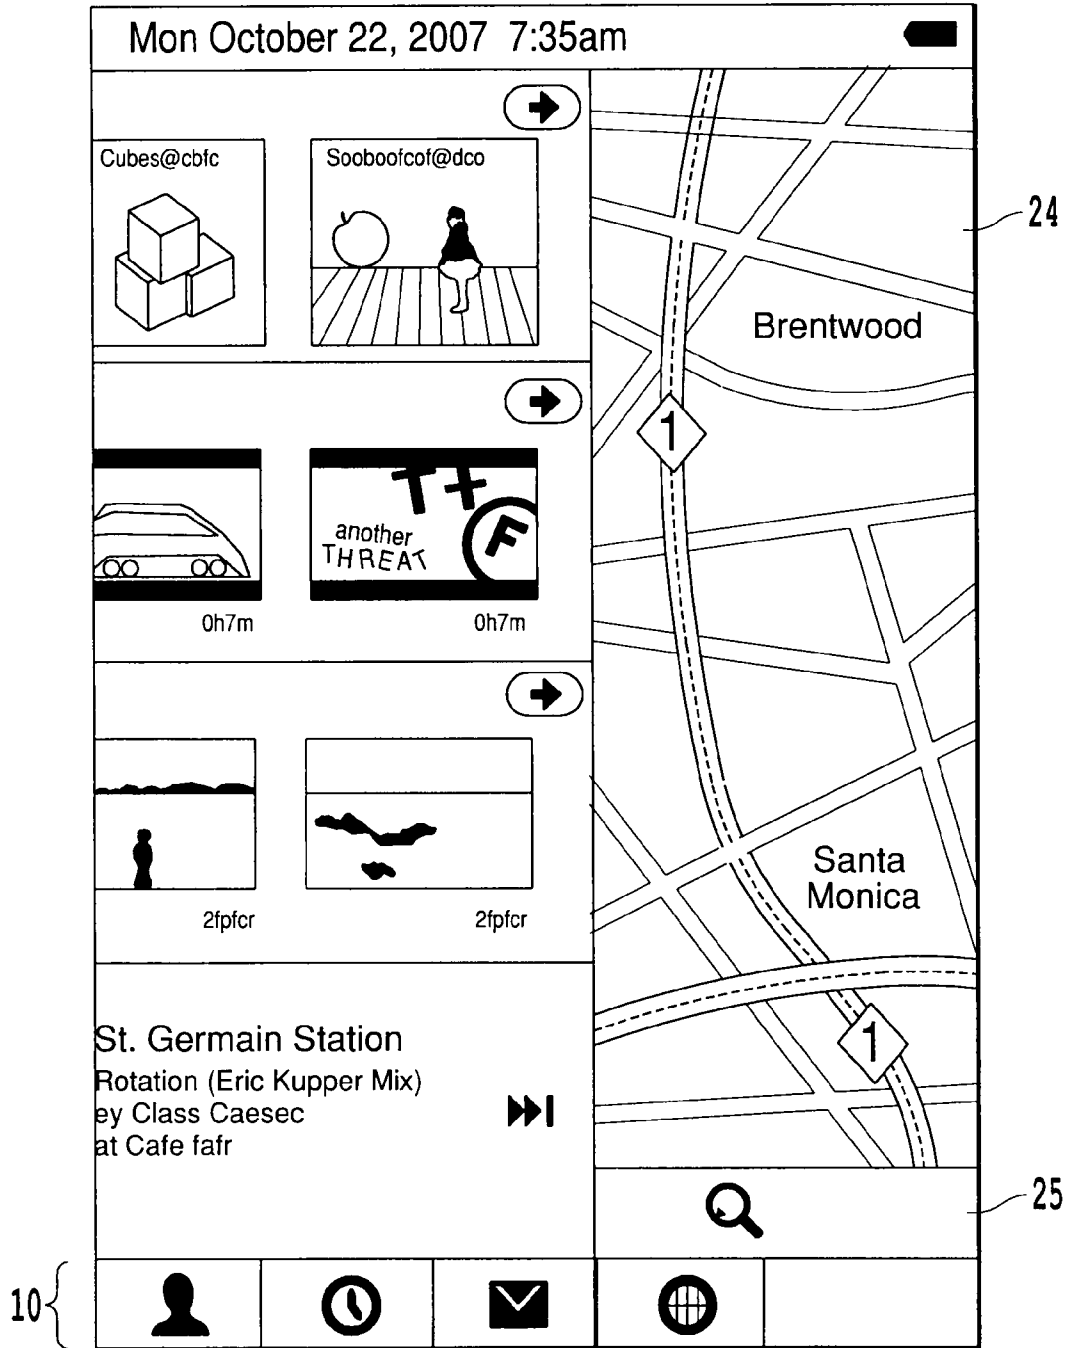 Mon October 22, 2007 7:35am
Cubes@cbfc
Sooboofcof@dco
24
Brentwood
1
T+
another
THREAT
F
0h7m
0h7m
Santa
Monica
2fpfcr
2fpfcr
1
St. Germain Station
Rotation (Eric Kupper Mix)
ey Class Caesec
at Cafe fafr
25
10